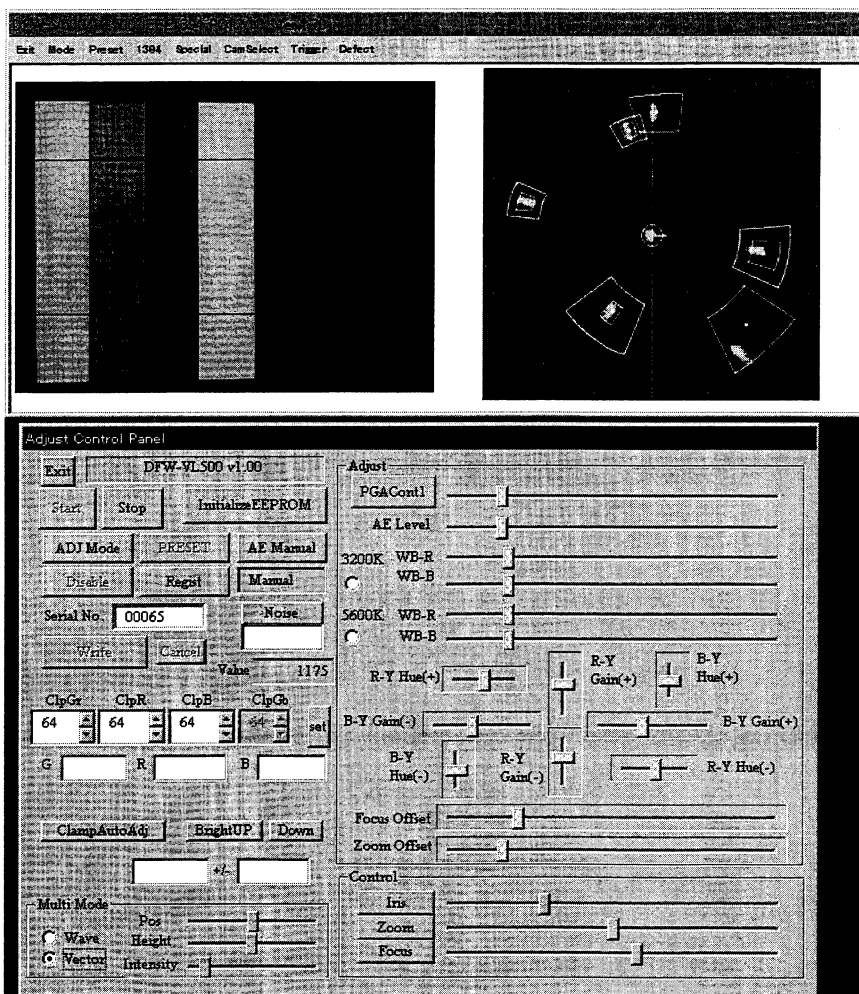 Exit Mode Preset 1394 Special CamSelect Trigger Defect
Adjust Control Panel
Exit DFW-VL500 v1.00
Start Stop InitializeEEPROM
ADJ Mode PRESET AE Manual
Disable Regist Manual
Serial No. 00065 Noise
Write Cancel
Value 1175
ClpGr ClpR ClpB ClpGb
64 64 64 64 set
G R B
ClampAutoAdj BrightUP Down
+/-
Multi Mode
Pos
Wave Height
Vector Intensity
Adjust
PGACont1
AE Level
3200K WB-R
WB-B
5600K WB-R
WB-B
R-Y Hue(+) R-Y Gain(+) B-Y Hue(+)
B-Y Gain(-) B-Y Gain(+)
B-Y Hue(-) R-Y Gain(-) R-Y Hue(-)
Focus Offset
Zoom Offset
Control
Iris
Zoom
Focus